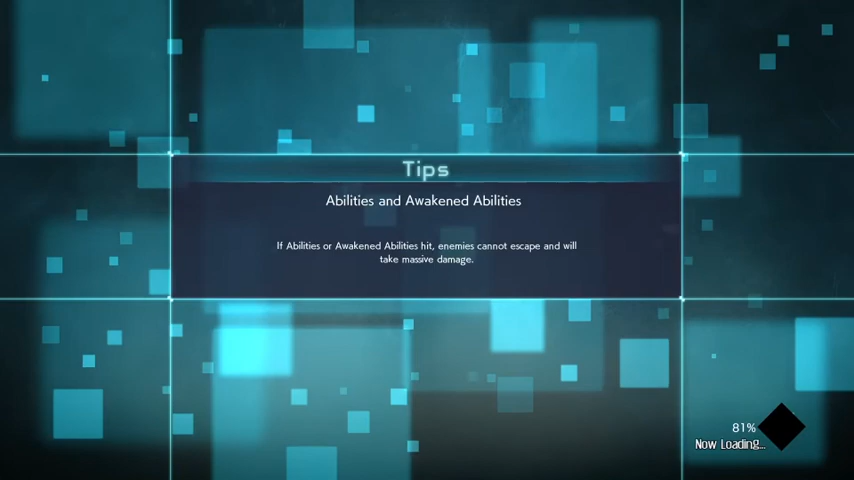 Tips
Abilities and Awakened Abilities
If Abilities or Awakened Abilities hit, enemies cannot escape and will
take massive damage.
81%
Now Loading...